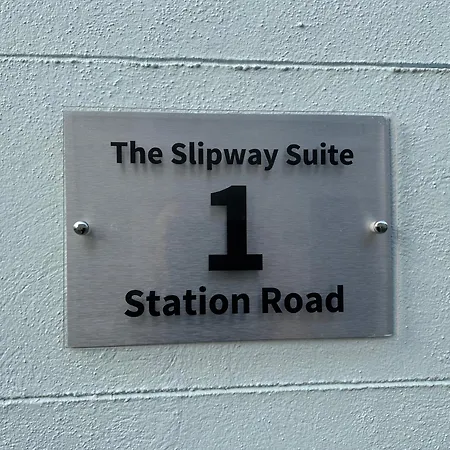 The Slipway Suite
1
Station Road